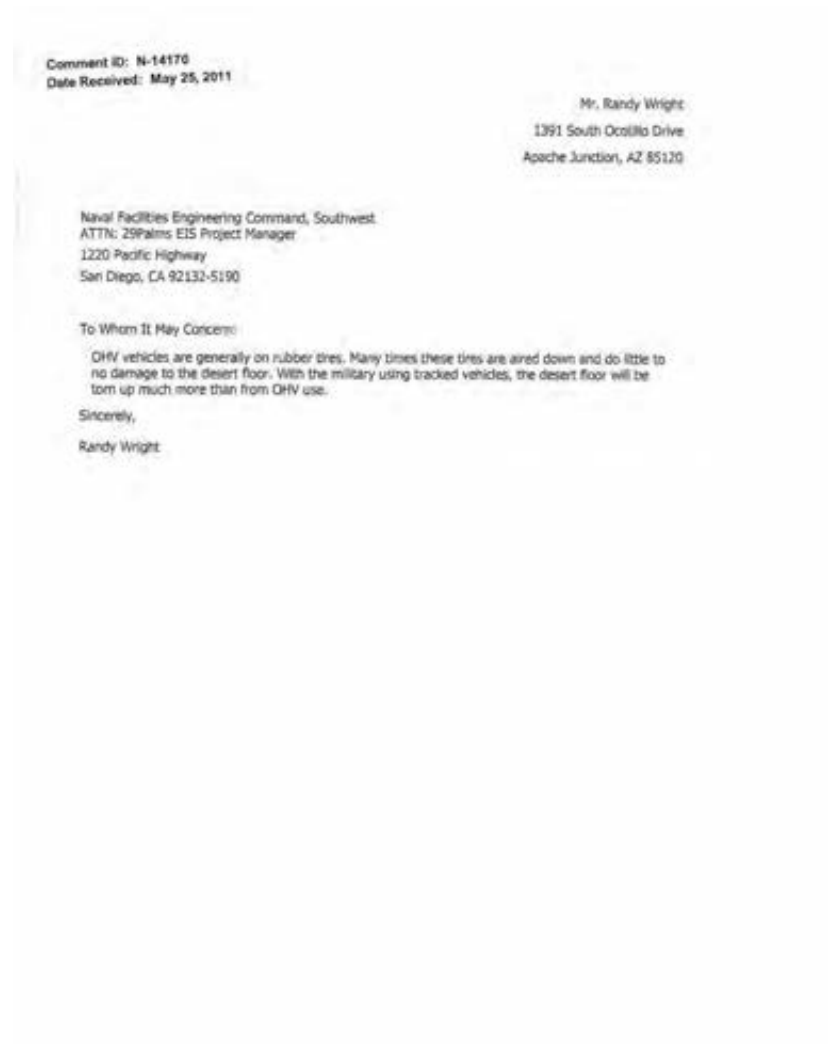 Comment ID: N-14170
Date Received: May 25, 2011
Mr. Randy Wright
1391 South Ocotillo Drive
Apache Junction, AZ 85120
Naval Facilities Engineering Command, Southwest
ATTN: 29Palms EIS Project Manager
1220 Pacific Highway
San Diego, CA 92132-5190
To Whom It May Concern:
OHV vehicles are generally on rubber tires. Many times these tires are aired down and do little to
no damage to the desert floor. With the military using tracked vehicles, the desert floor will be
torn up much more than from OHV use.
Sincerely,
Randy Wright